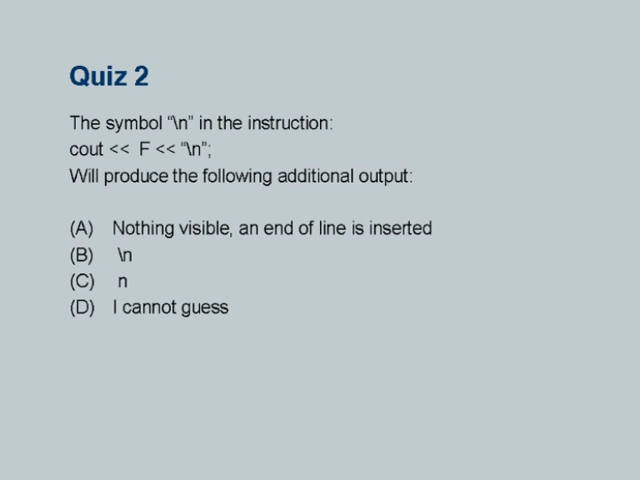 Quiz 2
The symbol “\n” in the instruction:
cout <<  F << “\n”;
Will produce the following additional output:
(A) Nothing visible, an end of line is inserted
(B) \n
(C) n
(D) I cannot guess